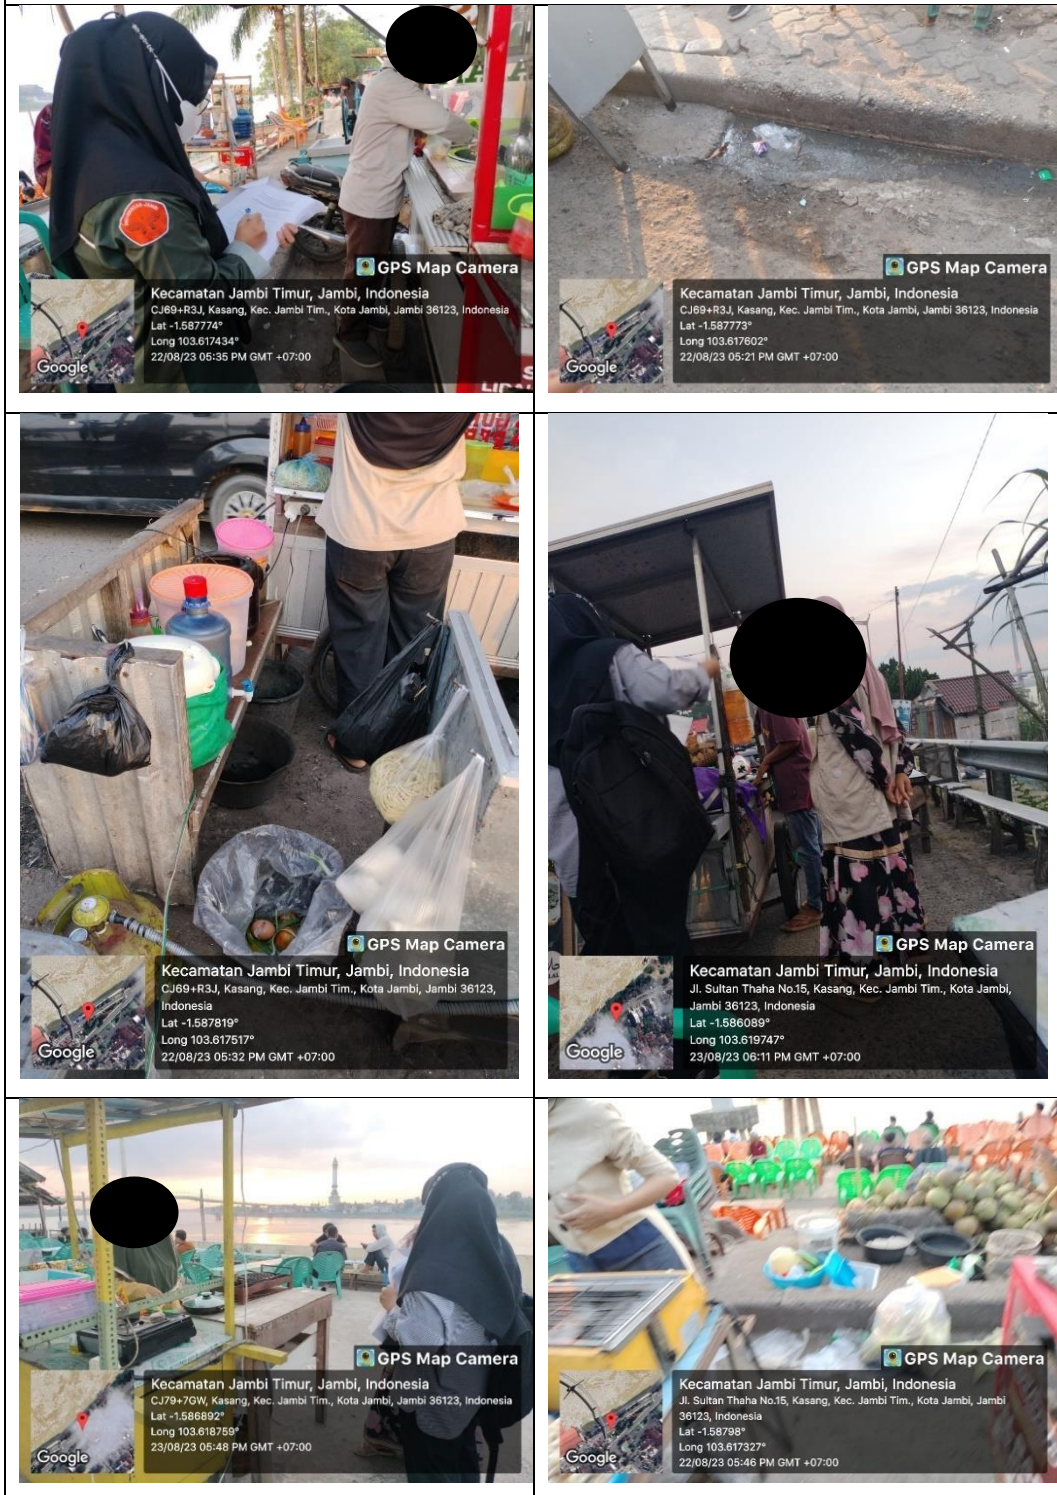 GPS Map Camera
Kecamatan Jambi Timur, Jambi, Indonesia
CJ69+R3J, Kasang, Kec. Jambi Tim., Kota Jambi, Jambi 36123, Indonesia
Lat -1.587774°
Long 103.617434°
22/08/23 05:35 PM GMT +07:00
Google
GPS Map Camera
Kecamatan Jambi Timur, Jambi, Indonesia
CJ69+R3J, Kasang, Kec. Jambi Tim., Kota Jambi, Jambi 36123, Indonesia
Lat -1.587773°
Long 103.617602°
22/08/23 05:21 PM GMT +07:00
Google
GPS Map Camera
Kecamatan Jambi Timur, Jambi, Indonesia
CJ69+R3J, Kasang, Kec. Jambi Tim., Kota Jambi, Jambi 36123,
Indonesia
Lat -1.587819°
Long 103.617517°
22/08/23 05:32 PM GMT +07:00
Google
GPS Map Camera
Kecamatan Jambi Timur, Jambi, Indonesia
Jl. Sultan Thaha No.15, Kasang, Kec. Jambi Tim., Kota Jambi,
Jambi 36123, Indonesia
Lat -1.586089°
Long 103.619747°
23/08/23 06:11 PM GMT +07:00
Google
GPS Map Camera
Kecamatan Jambi Timur, Jambi, Indonesia
CJ79+7GW, Kasang, Kec. Jambi Tim., Kota Jambi, Jambi 36123, Indonesia
Lat -1.586892°
Long 103.618759°
23/08/23 05:48 PM GMT +07:00
Google
GPS Map Camera
Kecamatan Jambi Timur, Jambi, Indonesia
Jl. Sultan Thaha No.15, Kasang, Kec. Jambi Tim., Kota Jambi, Jambi
36123, Indonesia
Lat -1.58798°
Long 103.617327°
22/08/23 05:46 PM GMT +07:00
Google